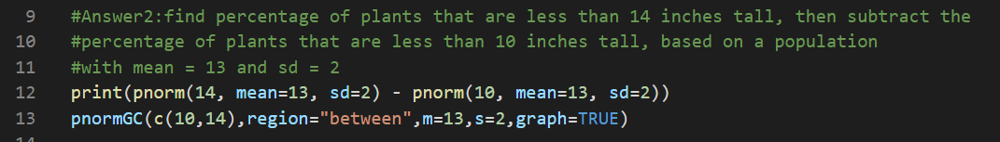 9 #Answer2:find percentage of plants that are less than 14 inches tall, then subtract the
10 #percentage of plants that are less than 10 inches tall, based on a population
11 #with mean = 13 and sd = 2
12 print(pnorm(14, mean=13, sd=2) - pnorm(10, mean=13, sd=2))
13 pnormGC(c(10,14),region="between",m=13,s=2,graph=TRUE)